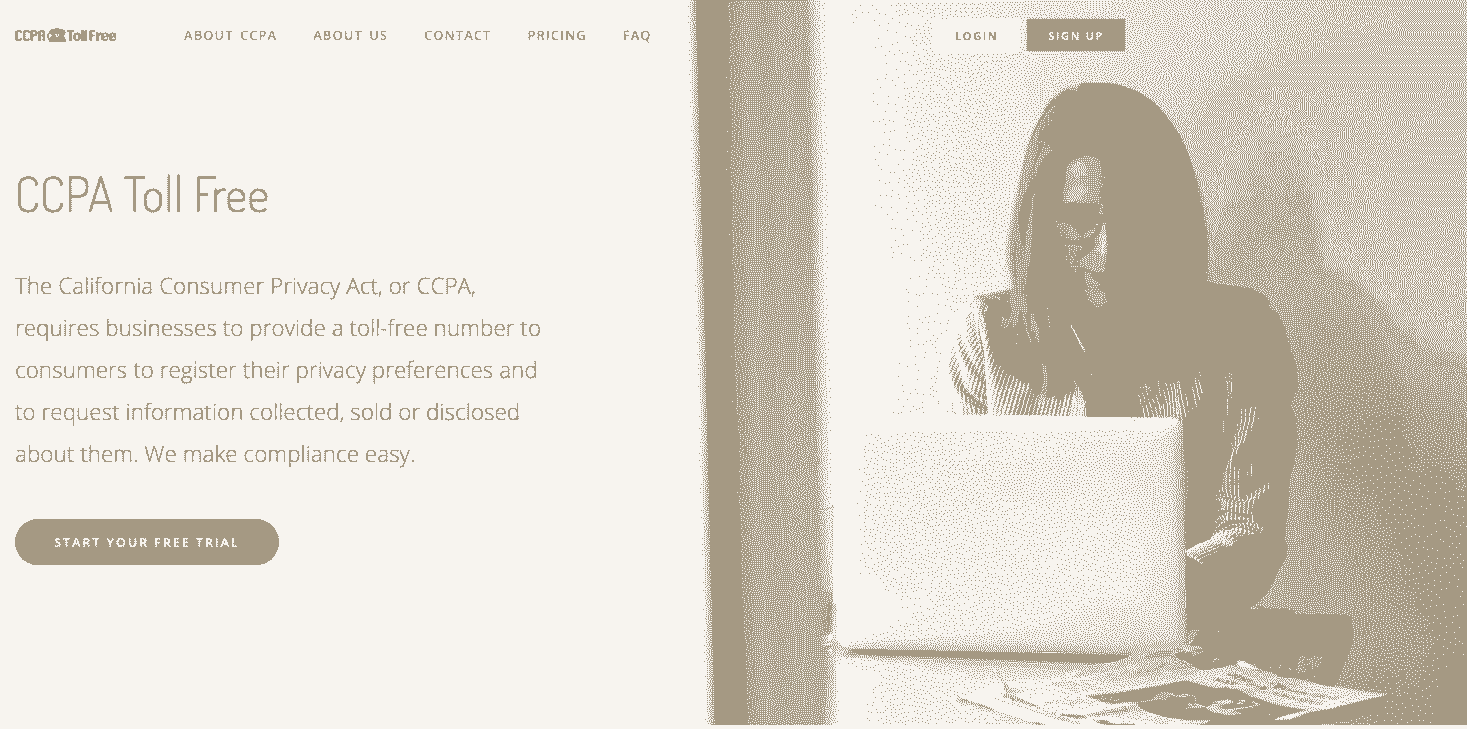 CCPA Toll Free
ABOUT CCPA
ABOUT US
CONTACT
PRICING
FAQ
LOGIN
SIGN UP
CCPA Toll Free
The California Consumer Privacy Act, or CCPA,
requires businesses to provide a toll-free number to
consumers to register their privacy preferences and
to request information collected, sold or disclosed
about them. We make compliance easy.
START YOUR FREE TRIAL